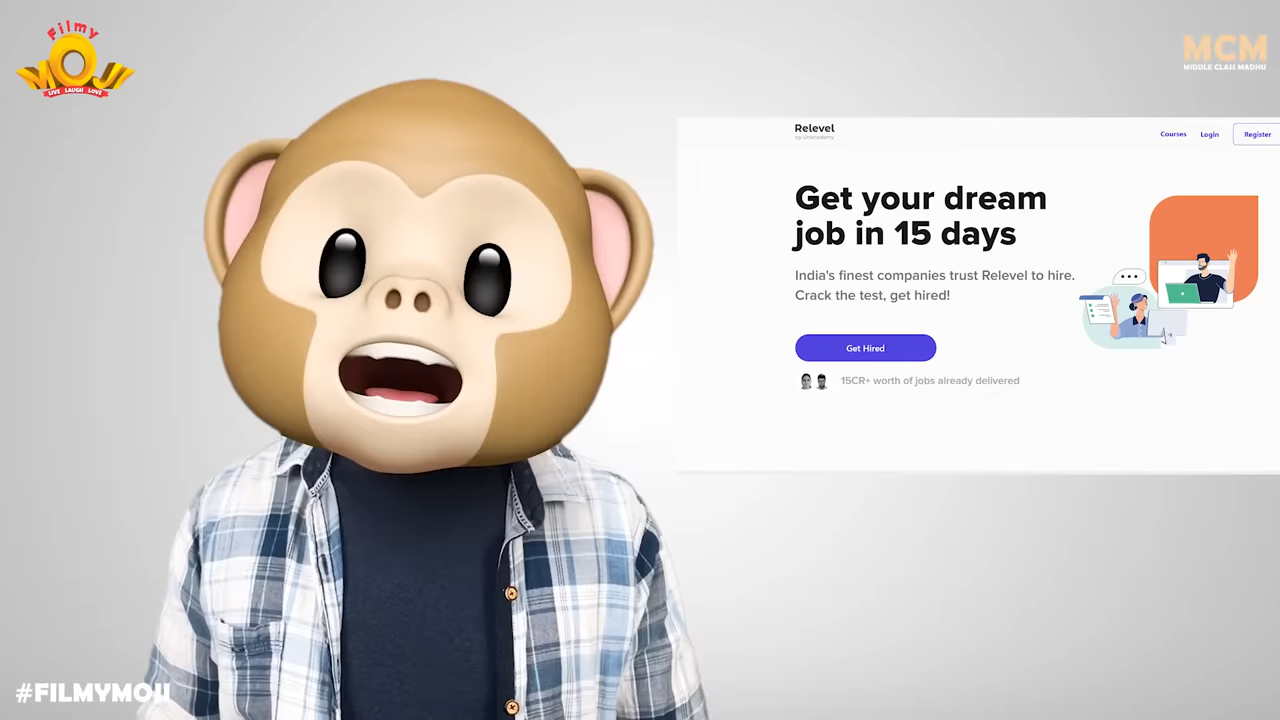 Filmy
MOJI
LIVE LAUGH LOVE
MCM
MIDDLE CLASS MADHU
Relevel
by unacademy
Courses
Login
Register
Get your dream
job in 15 days
India's finest companies trust Relevel to hire.
Crack the test, get hired!
Get Hired
15CR+ worth of jobs already delivered
#FILMYMOJI